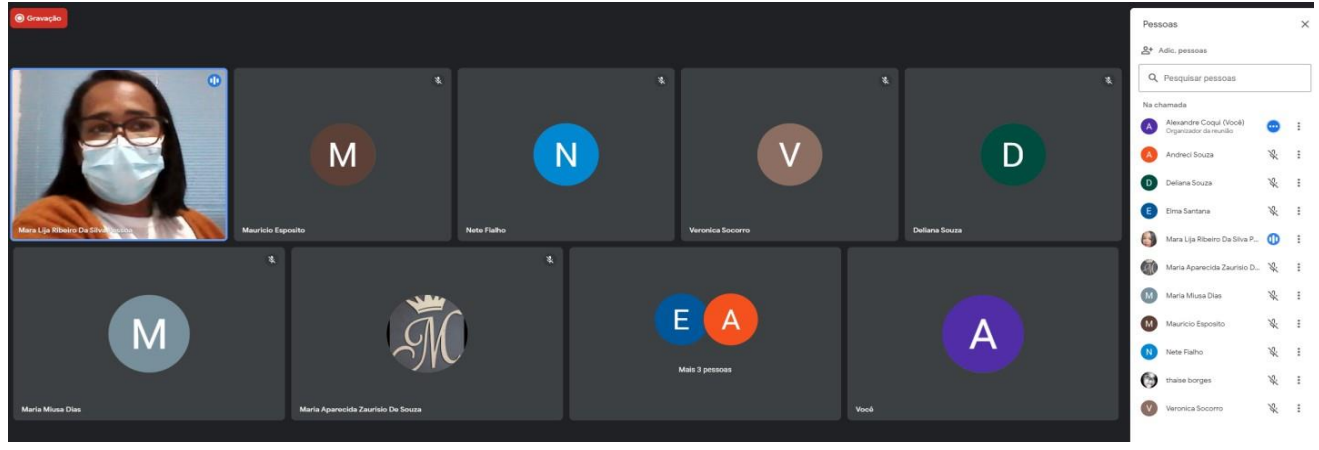 Gravação
Mara Lija Ribeiro Da Silva
M
Mauricio Esposito
N
Nete Fialho
V
Veronica Socorro
D
Deliana Souza
M
Maria Miusa Dias
M
Maria Aparecida Zaurisio De Souza
E A
Mais 3 pessoas
A
Você
Pessoas
Adic. pessoas
Pesquisar pessoas
Na chamada
A Alexandre Coqui (Você)
Organizador da reunião
A Andreci Souza
D Deliana Souza
E Elma Santana
Mara Lija Ribeiro Da Silva P...
Maria Aparecida Zaurisio D...
M Maria Miusa Dias
M Mauricio Esposito
N Nete Fialho
thaise borges
V Veronica Socorro